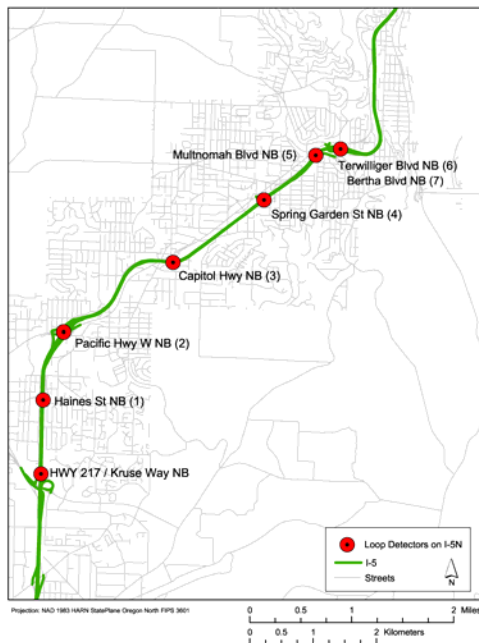 Multnomah Blvd NB (5)
Terwilliger Blvd NB (6)
Bertha Blvd NB (7)
Spring Garden St NB (4)
Capitol Hwy NB (3)
Pacific Hwy W NB (2)
Haines St NB (1)
HWY 217 / Kruse Way NB
Loop Detectors on I-5N
I-5
Streets
N
Projection: NAD 1983 HARN StatePlane Oregon North FIPS 3601
0 0.5 1 2 Miles
0 0.5 1 2 Kilometers